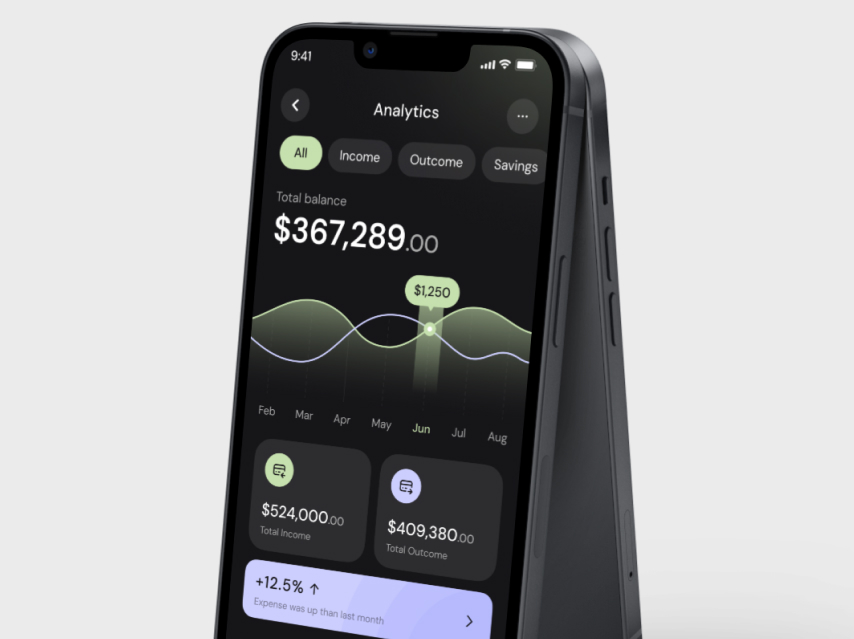 9:41
Analytics
All Income Outcome Savings
Total balance
$367,289.00
$1,250
Feb Mar Apr May Jun Jul Aug
$524,000.00 $409,380.00
Total Income Total Outcome
+12.5% ↑
Expense was up than last month